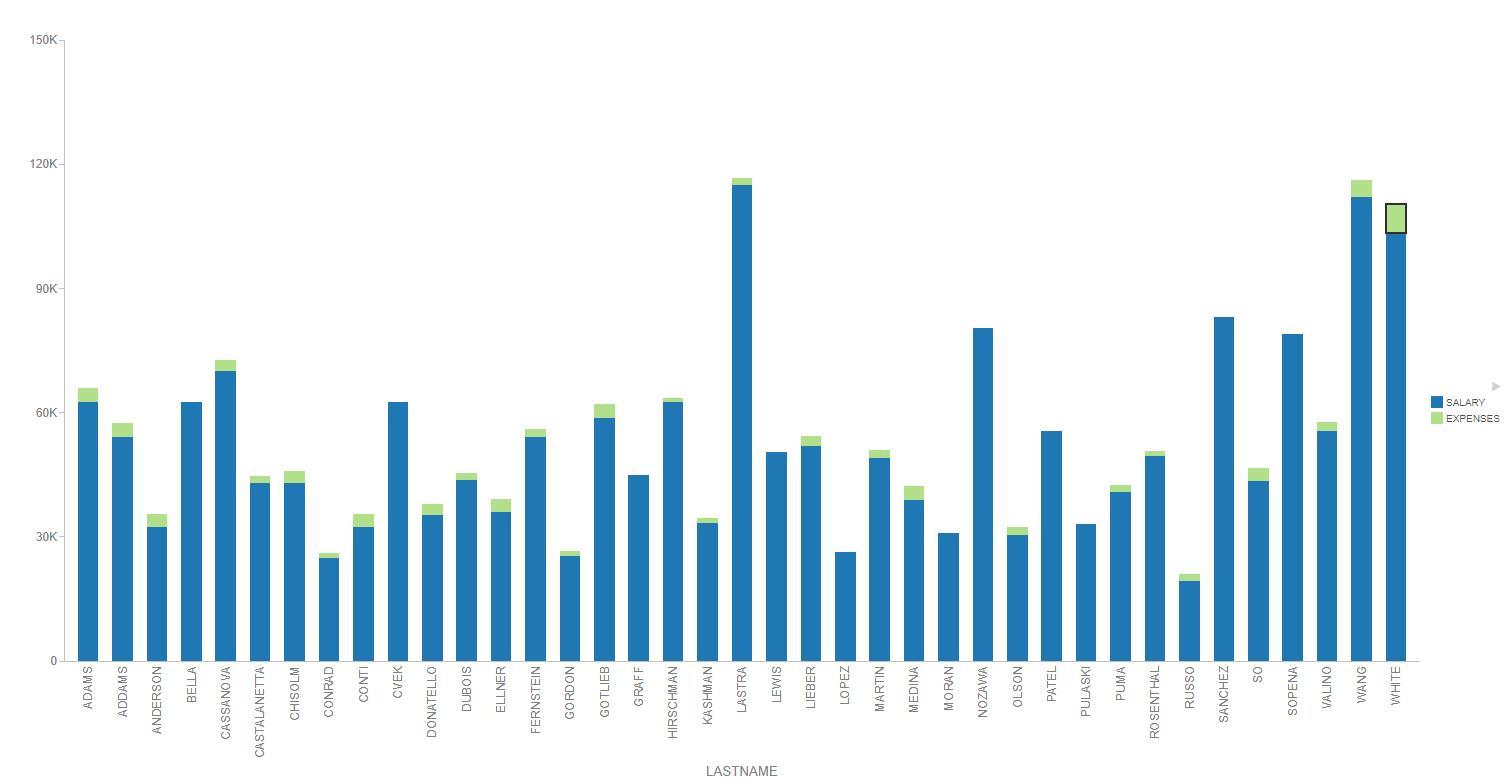 150K
120K
90K
60K
30K
0
ADAMS
ADDAMS
ANDERSON
BELLA
CASSANOVA
CASTALANETTA
CHISOLM
CONRAD
CONTI
CVEK
DONATELLO
DUBOIS
ELLNER
FERNSTEIN
GORDON
GOTLIEB
GRAFF
HIRSCHMAN
KASHMAN
LASTRA
LEWIS
LIEBER
LOPEZ
MARTIN
MEDINA
MORAN
NOZAWA
OLSON
PATEL
PULASKI
PUMA
ROSENTHAL
RUSSO
SANCHEZ
SO
SOPENA
VALINO
WANG
WHITE
LASTNAME
SALARY
EXPENSES